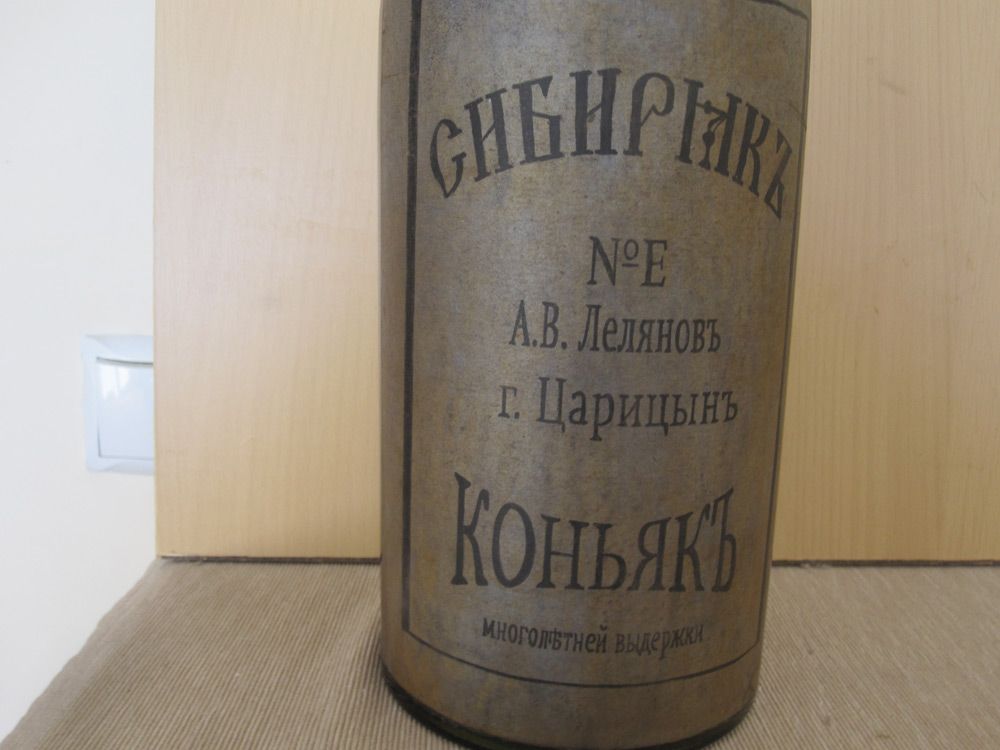 СИБИРЯКЪ
№Е
А.В. Леляновъ
г. Царицынъ
КОНЬЯКЪ
многолѣтней выдержки